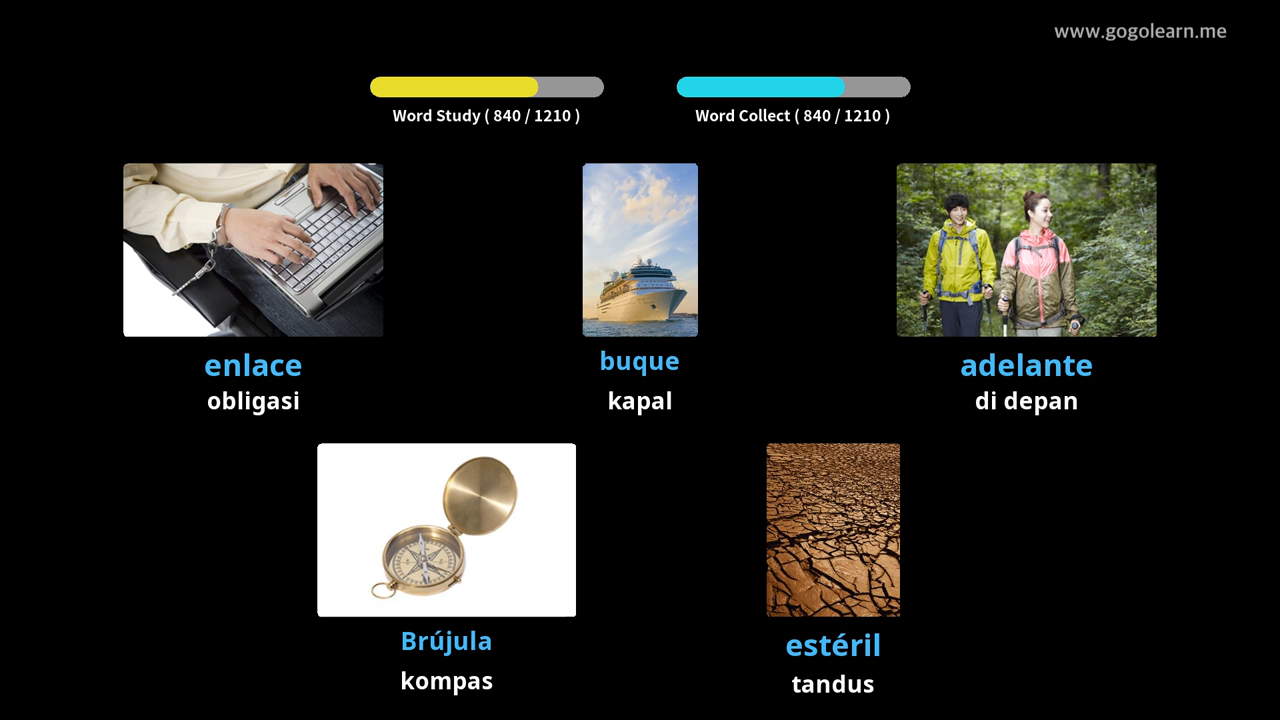 www.gogolearn.me
Word Study ( 840 / 1210 )
Word Collect ( 840 / 1210 )
enlace
obligasi
buque
kapal
adelante
di depan
Brújula
kompas
estéril
tandus